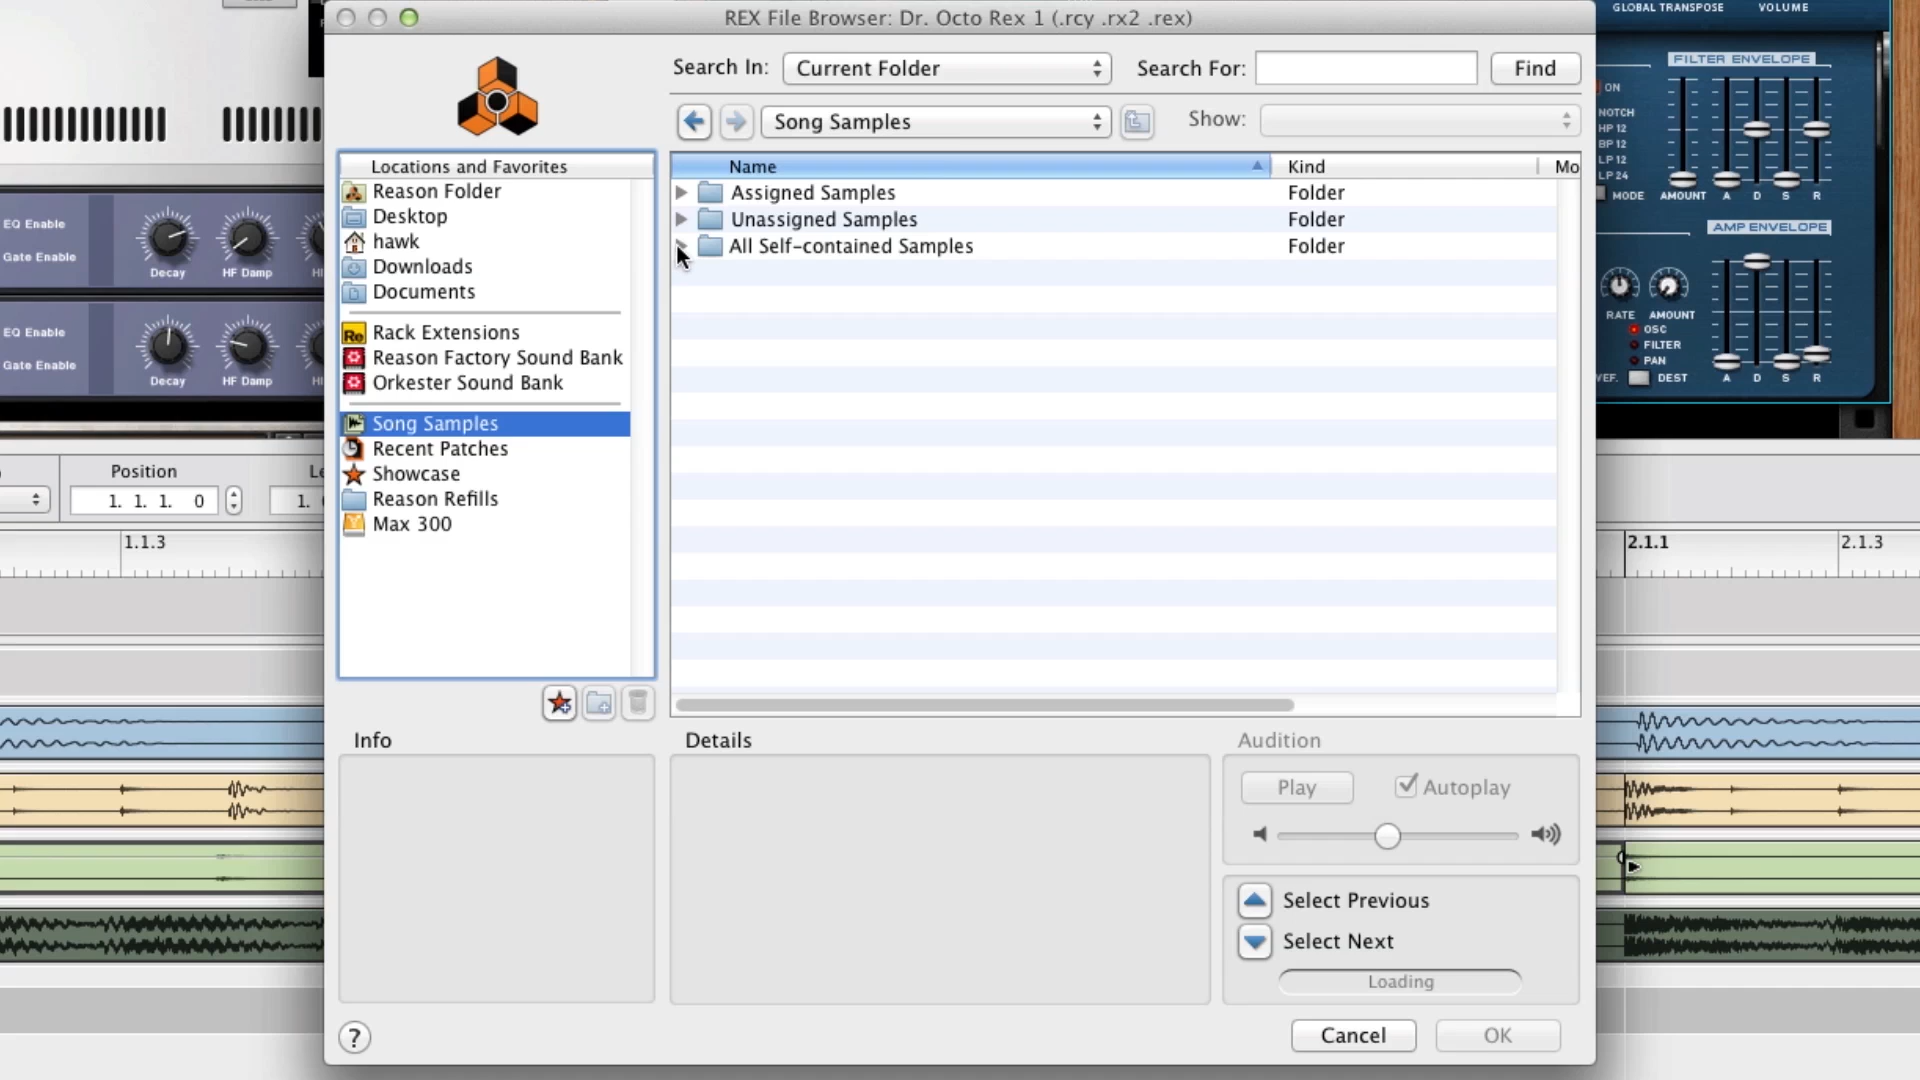 REX File Browser: Dr. Octo Rex 1 (.rcy .rx2 .rex)
GLOBAL TRANSPOSE VOLUME
Search In: Current Folder Search For: Find
Song Samples Show:
Locations and Favorites
Reason Folder
Desktop
hawk
Downloads
Documents
Rack Extensions
Reason Factory Sound Bank
Orkester Sound Bank
Song Samples
Recent Patches
Showcase
Reason Refills
Max 300
Name Kind Mo
Assigned Samples Folder
Unassigned Samples Folder
All Self-contained Samples Folder
Info
Details
Audition
Play Autoplay
Select Previous
Select Next
Loading
? Cancel OK
EQ Enable
Gate Enable
Decay HF Damp
EQ Enable
Gate Enable
Decay HF Damp
Position
1. 1. 1. 0 1.
1.1.3
FILTER ENVELOPE
ON
NOTCH
HP 12
BP 12
LP 12
LP 24
MODE AMOUNT A D S R
AMP ENVELOPE
RATE AMOUNT
OSC
FILTER
PAN
DEST A D S R
2.1.1 2.1.3